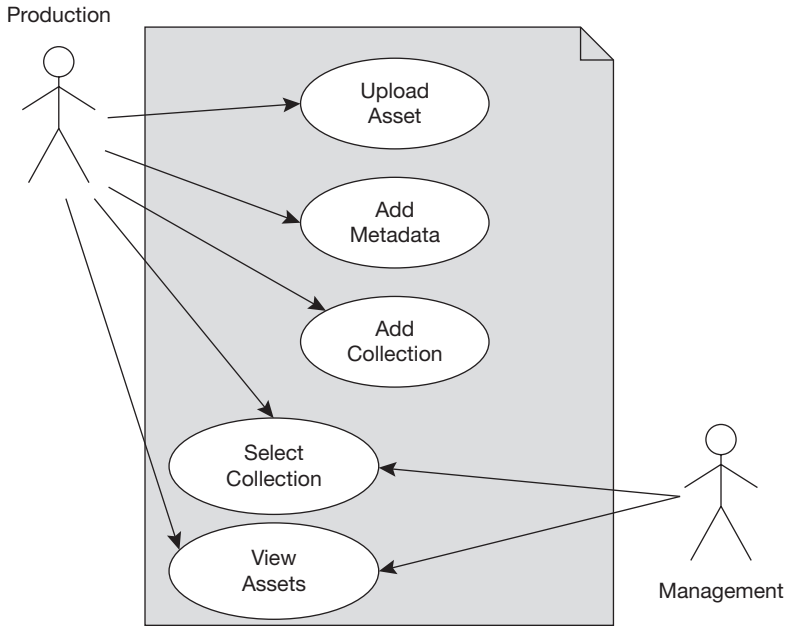 Production
Upload
Asset
Add
Metadata
Add
Collection
Select
Collection
View
Assets
Management